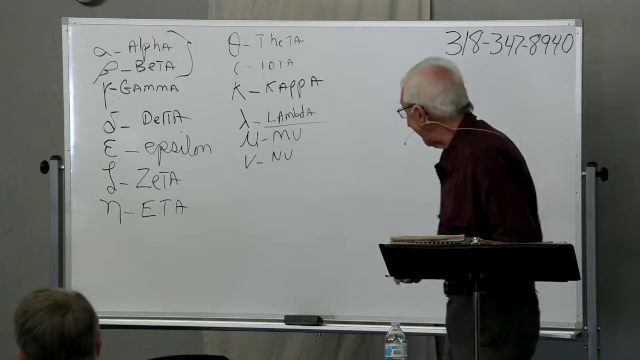 α - Alpha
β - BeTA
γ - GAMMA
δ - DelTA
ε - epsilon
ζ - ZeTA
η - ETA
θ - TheTA
ι - IOTA
κ - KAppA
λ - LAmbdA
μ - MU
ν - NU
318-347-8940